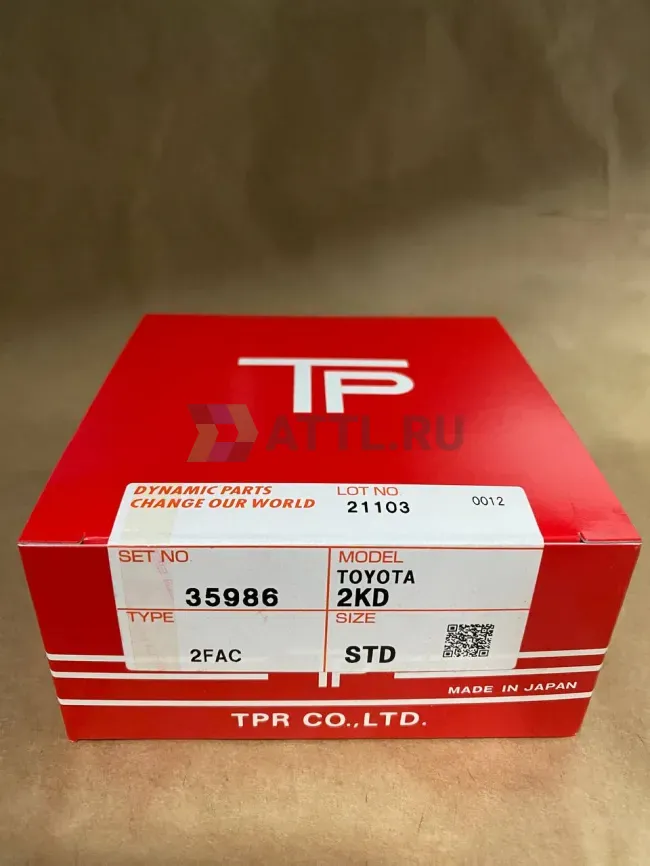 TP
ATTL.RU
DYNAMIC PARTS
CHANGE OUR WORLD
LOT NO.
21103
0012
SET NO.
35986
MODEL
TOYOTA
2KD
TYPE
2FAC
SIZE
STD
MADE IN JAPAN
TPR CO.,LTD.